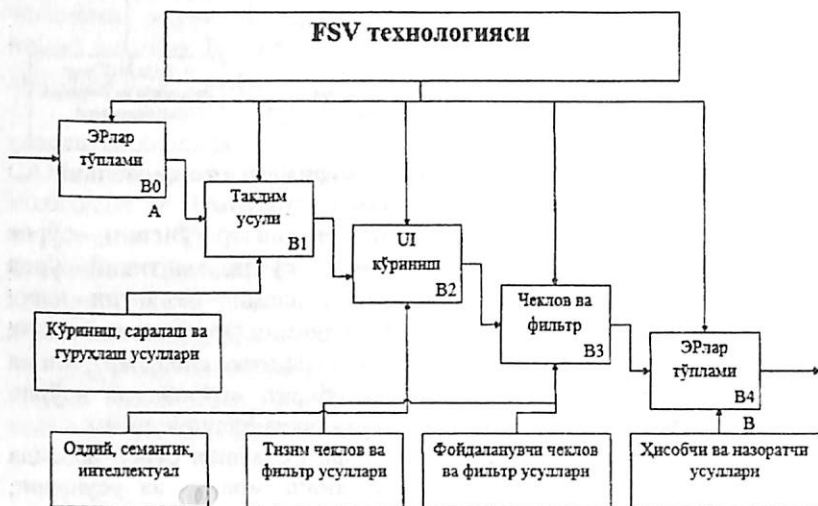 FSV технологияси
ЭРлар
тўплами
B0
A
Тақдим
усули
B1
UI
кўриниш
B2
Чеклов ва
фильтр
B3
ЭРлар
тўплами
B4
B
Кўриниш, саралаш ва
гуруҳлаш усуллари
Оддий, семантик,
интеллектуал
Тизим чеклов ва
фильтр усуллари
Фойдаланувчи чеклов
ва фильтр усуллари
Ҳисобчи ва назоратчи
усуллари